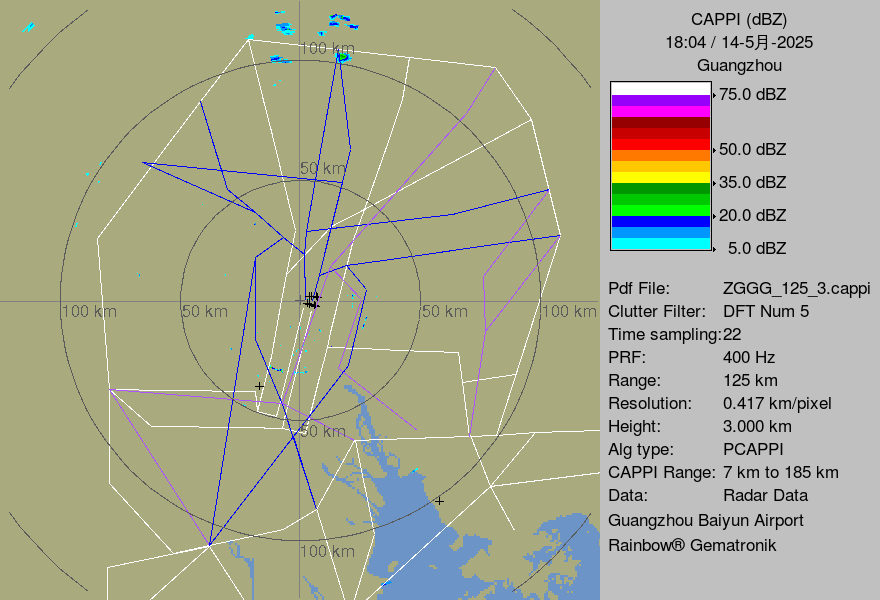 CAPPI (dBZ)
18:04 / 14-5月-2025
Guangzhou
75.0 dBZ
50.0 dBZ
35.0 dBZ
20.0 dBZ
5.0 dBZ
Pdf File: ZGGG_125_3.cappi
Clutter Filter: DFT Num 5
Time sampling:22
PRF: 400 Hz
Range: 125 km
Resolution: 0.417 km/pixel
Height: 3.000 km
Alg type: PCAPPI
CAPPI Range: 7 km to 185 km
Data: Radar Data
Guangzhou Baiyun Airport
Rainbow® Gematronik
100 km
50 km
100 km
50 km
50 km
100 km
50 km
100 km